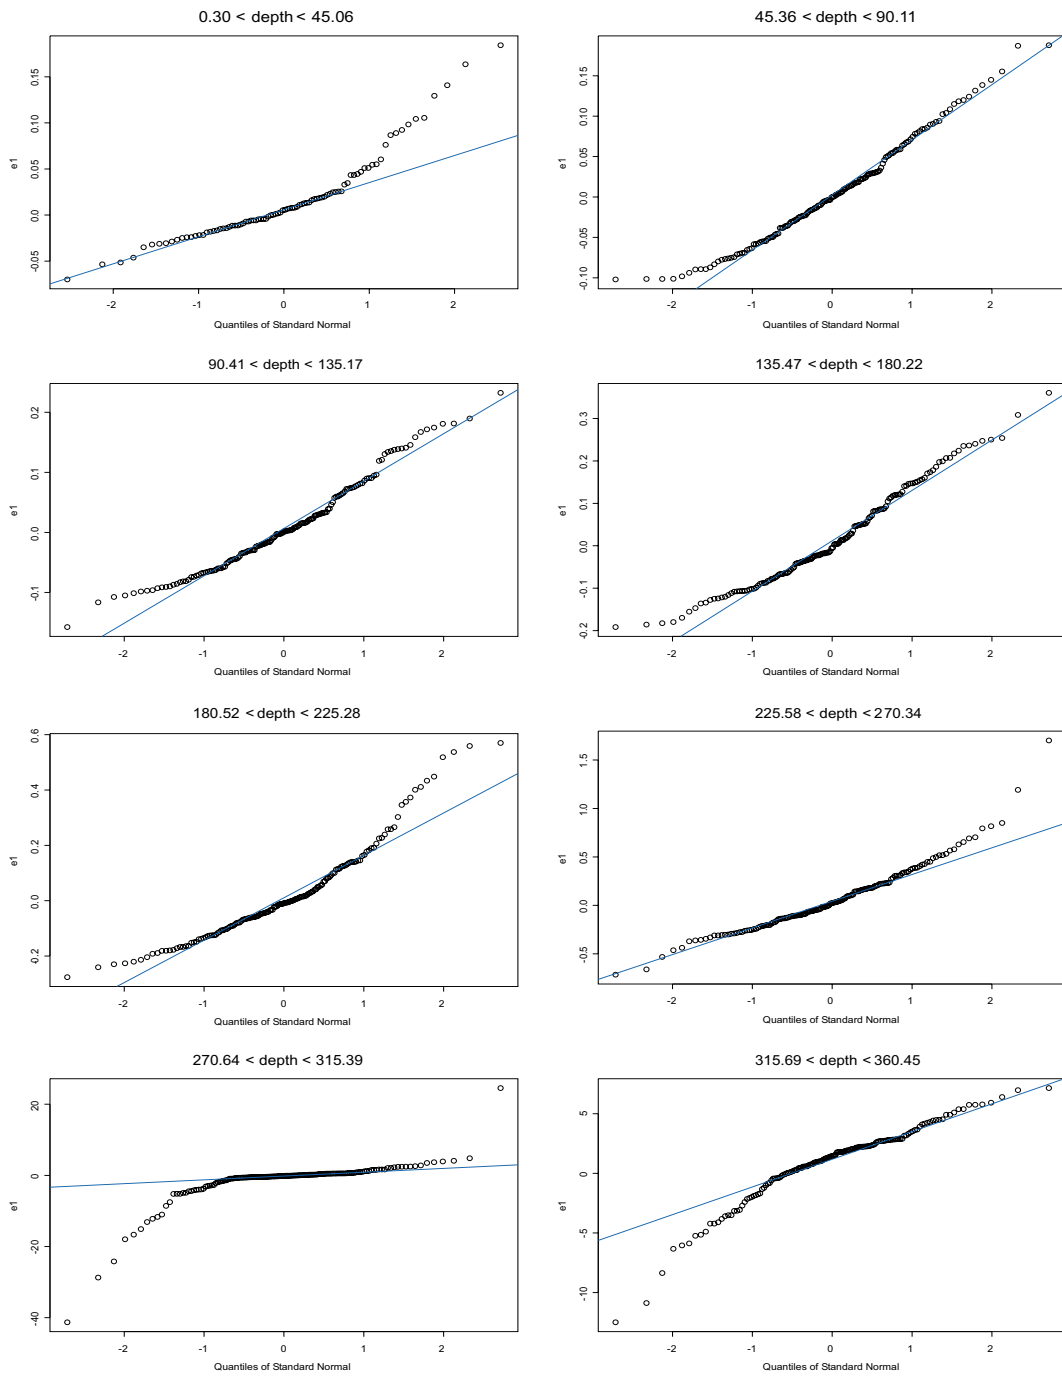 0.30 < depth < 45.06
e1
0.15
0.10
0.05
0.0
-0.05
-2 -1 0 1 2
Quantiles of Standard Normal
45.36 < depth < 90.11
e1
0.15
0.10
0.05
0.0
-0.05
-0.10
-2 -1 0 1 2
Quantiles of Standard Normal
90.41 < depth < 135.17
e1
0.2
0.1
0.0
-0.1
-2 -1 0 1 2
Quantiles of Standard Normal
135.47 < depth < 180.22
e1
0.3
0.2
0.1
0.0
-0.1
-0.2
-2 -1 0 1 2
Quantiles of Standard Normal
180.52 < depth < 225.28
e1
0.6
0.4
0.2
0.0
0.2
-2 -1 0 1 2
Quantiles of Standard Normal
225.58 < depth < 270.34
e1
1.5
1.0
0.5
0.0
-0.5
-2 -1 0 1 2
Quantiles of Standard Normal
270.64 < depth < 315.39
e1
20
0
-20
-40
-2 -1 0 1 2
Quantiles of Standard Normal
315.69 < depth < 360.45
e1
5
0
-5
-10
-2 -1 0 1 2
Quantiles of Standard Normal